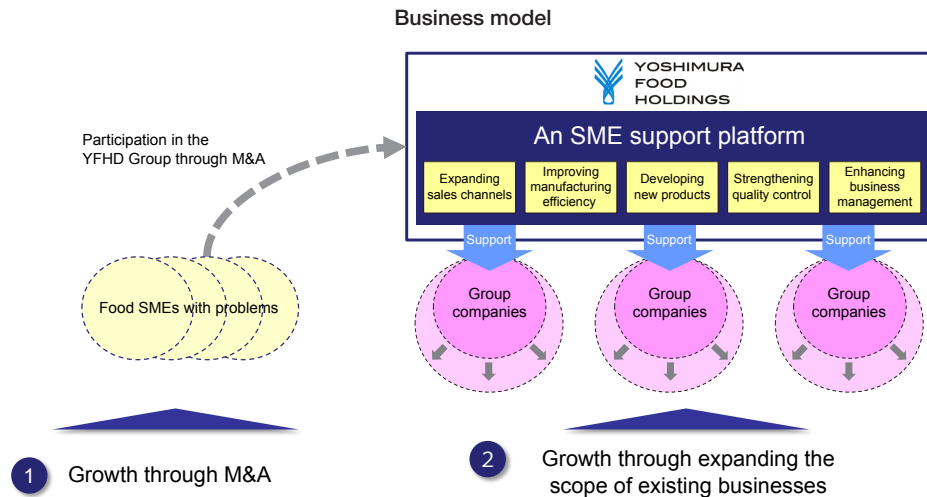 Business model
YOSHIMURA
FOOD
HOLDINGS
An SME support platform
Participation in the
YFHD Group through M&A
Expanding
sales channels
Improving
manufacturing
efficiency
Developing
new products
Strengthening
quality control
Enhancing
business
management
Support
Support
Support
Food SMEs with problems
Group
companies
Group
companies
Group
companies
1
Growth through M&A
2
Growth through expanding the
scope of existing businesses